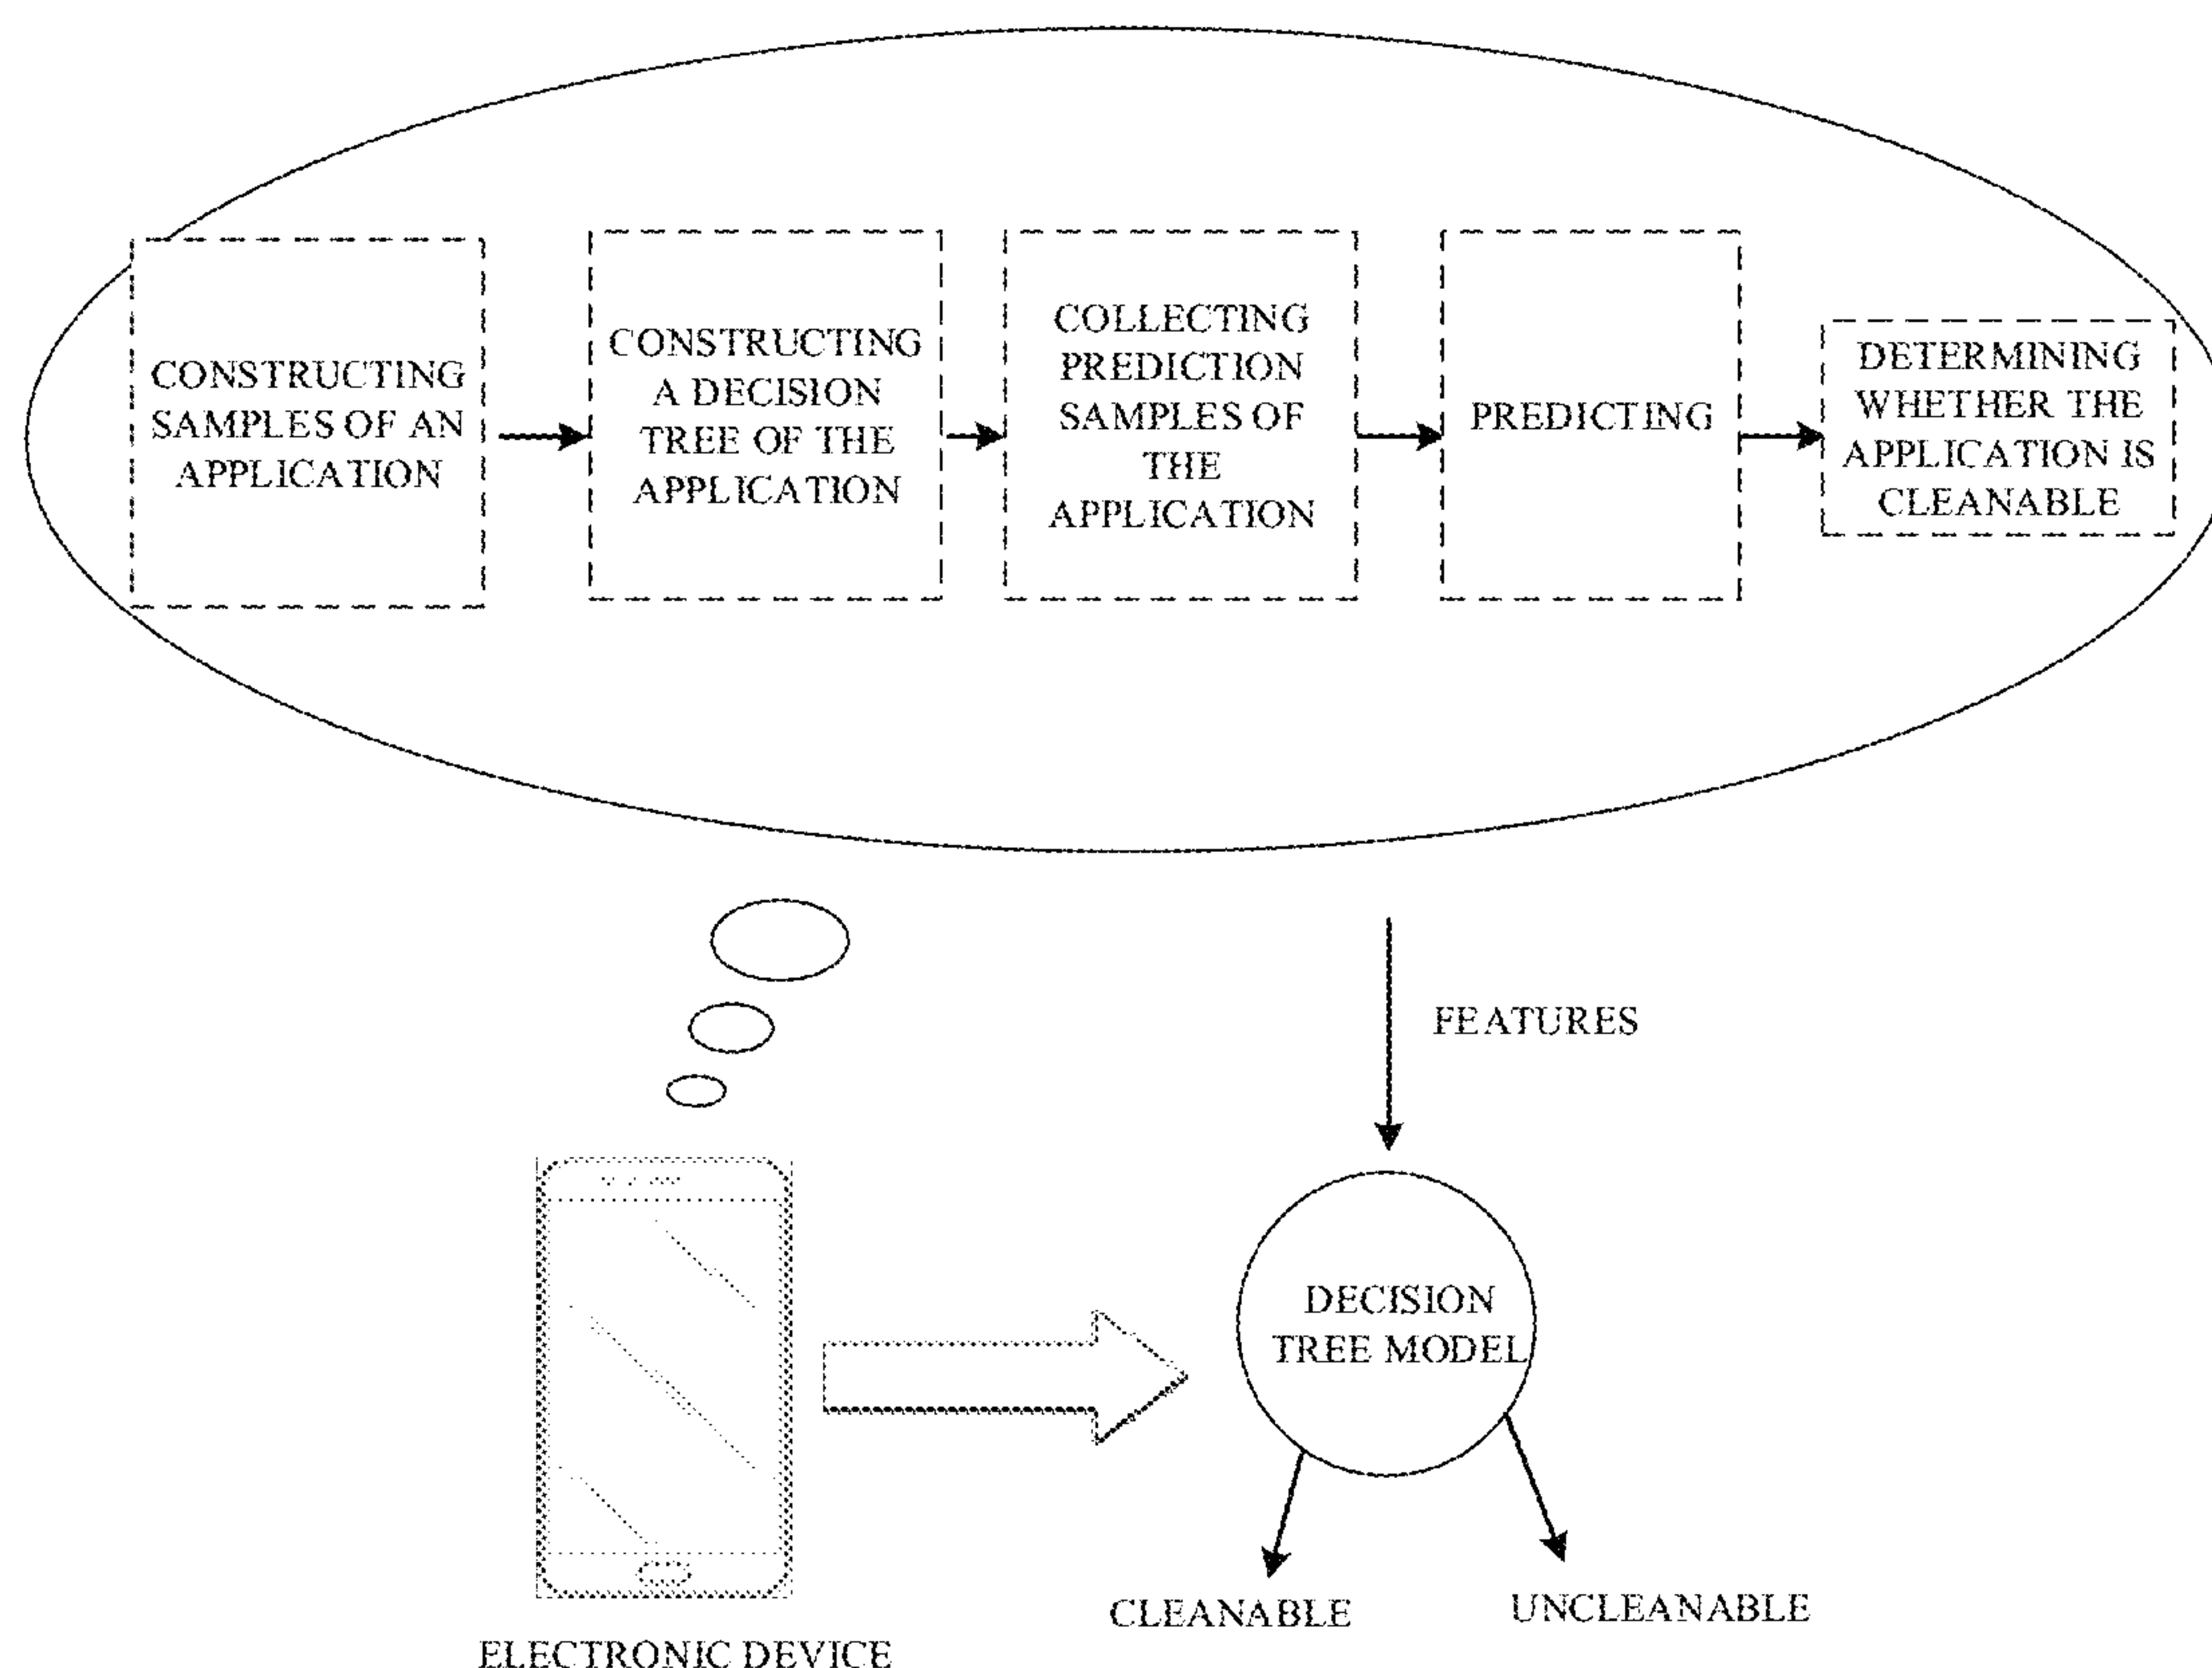 CONSTRUCTING
SAMPLES OF AN
APPLICATION
CONSTRUCTING
A DECISION
TREE OF THE
APPLICATION
COLLECTING
PREDICTION
SAMPLES OF
THE
APPLICATION
PREDICTING
DETERMINING
WHETHER THE
APPLICATION IS
CLEANABLE
FEATURES
DECISION
TREE MODEL
CLEANABLE
UNCLEANABLE
ELECTRONIC DEVICE